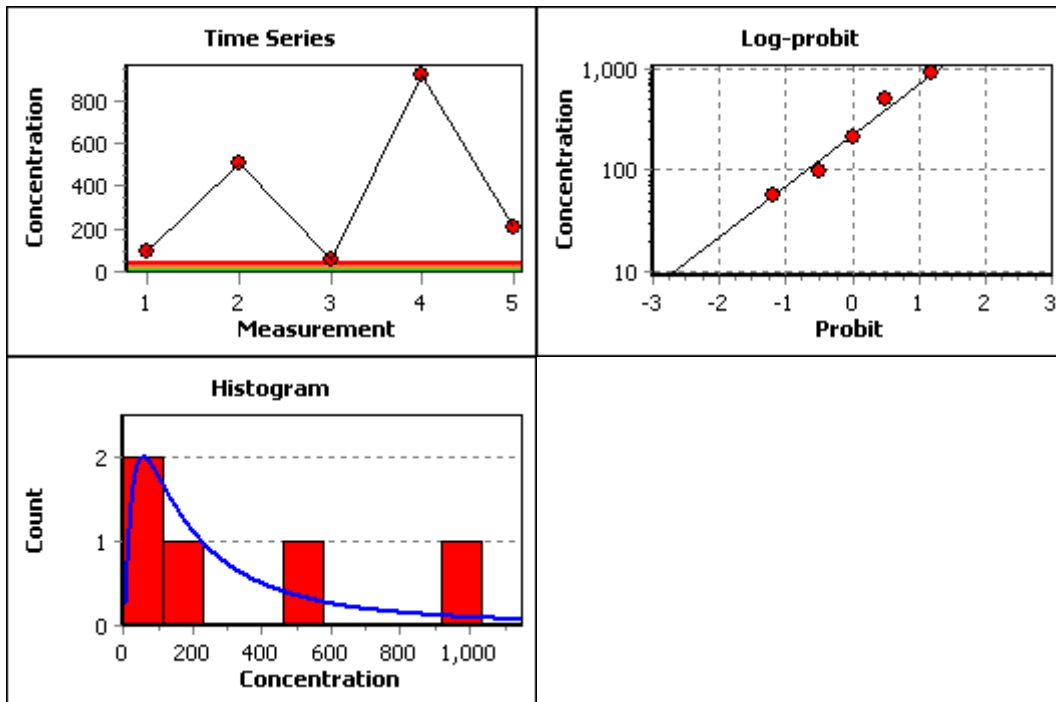 Time Series
Concentration
800
600
400
200
0
1 2 3 4 5
Measurement
Log-probit
Concentration
1,000
100
10
-3 -2 -1 0 1 2 3
Probit
Histogram
Count
2
1
0
0 200 400 600 800 1,000
Concentration